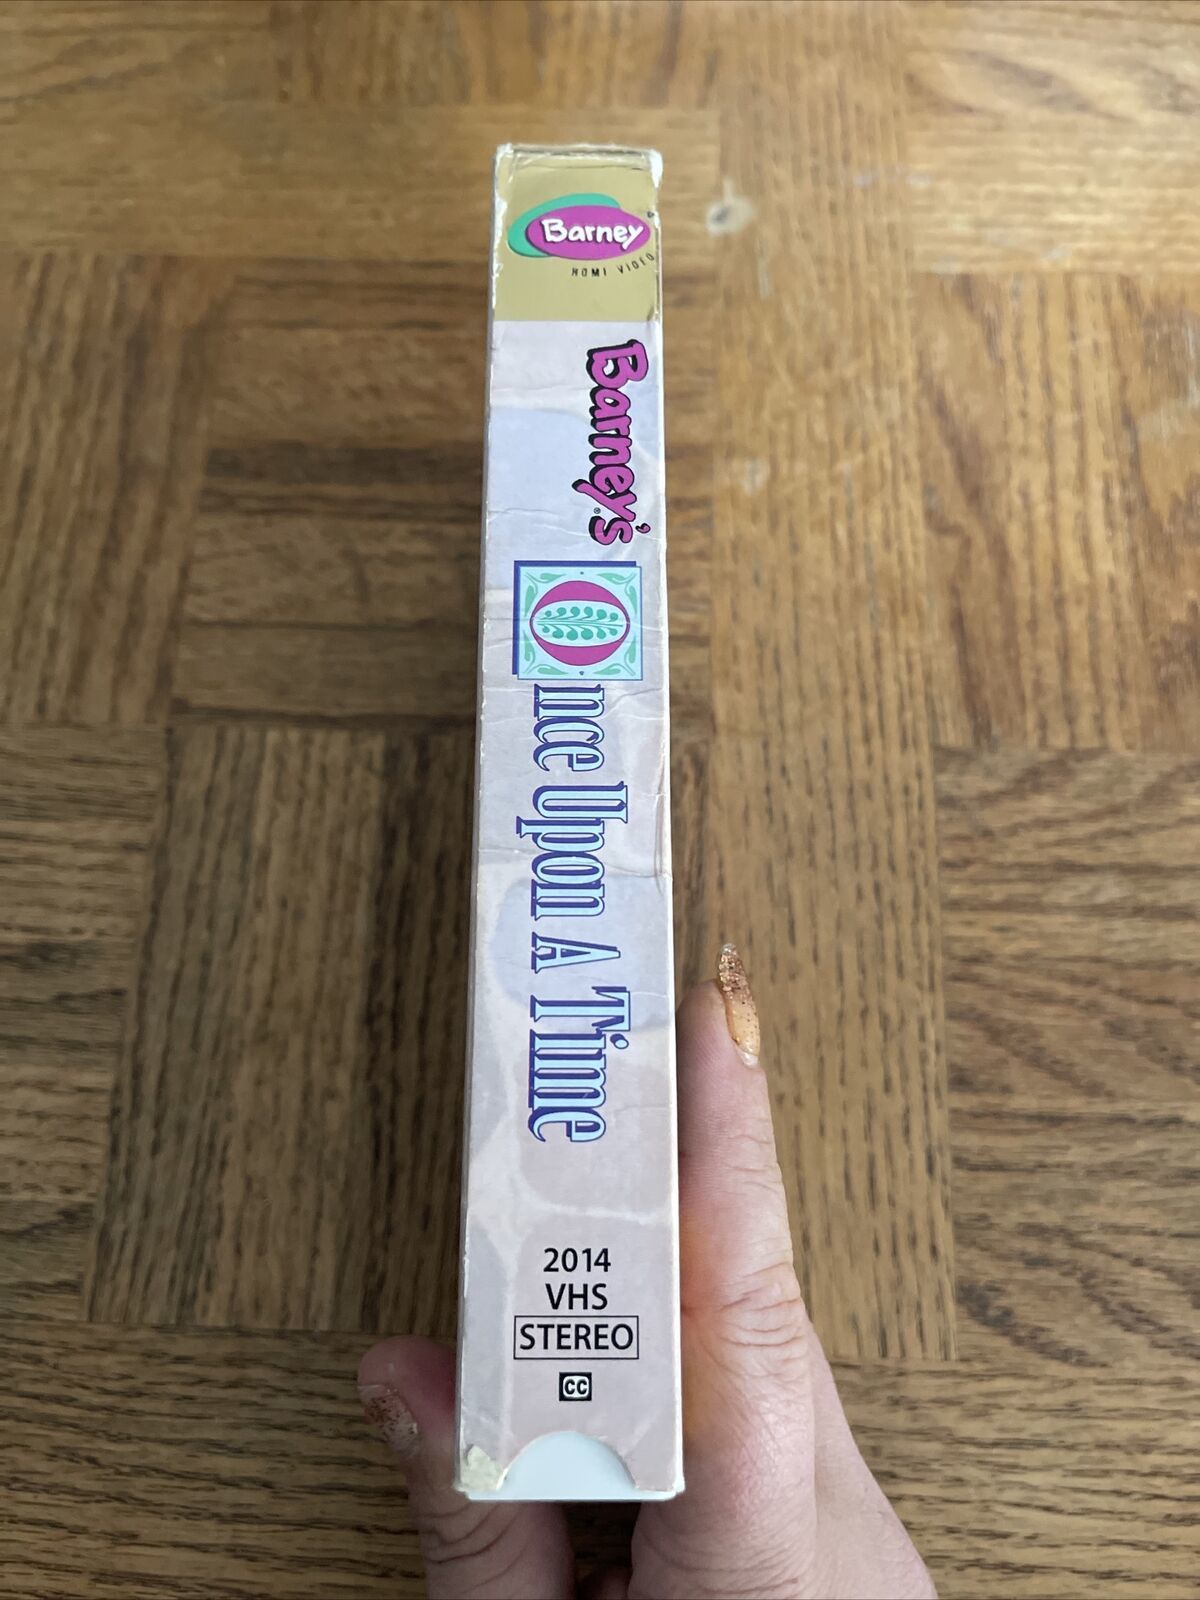 Barney
HOME VIDEO
Barney's®
Once Upon A Time
2014
VHS
STEREO
CC